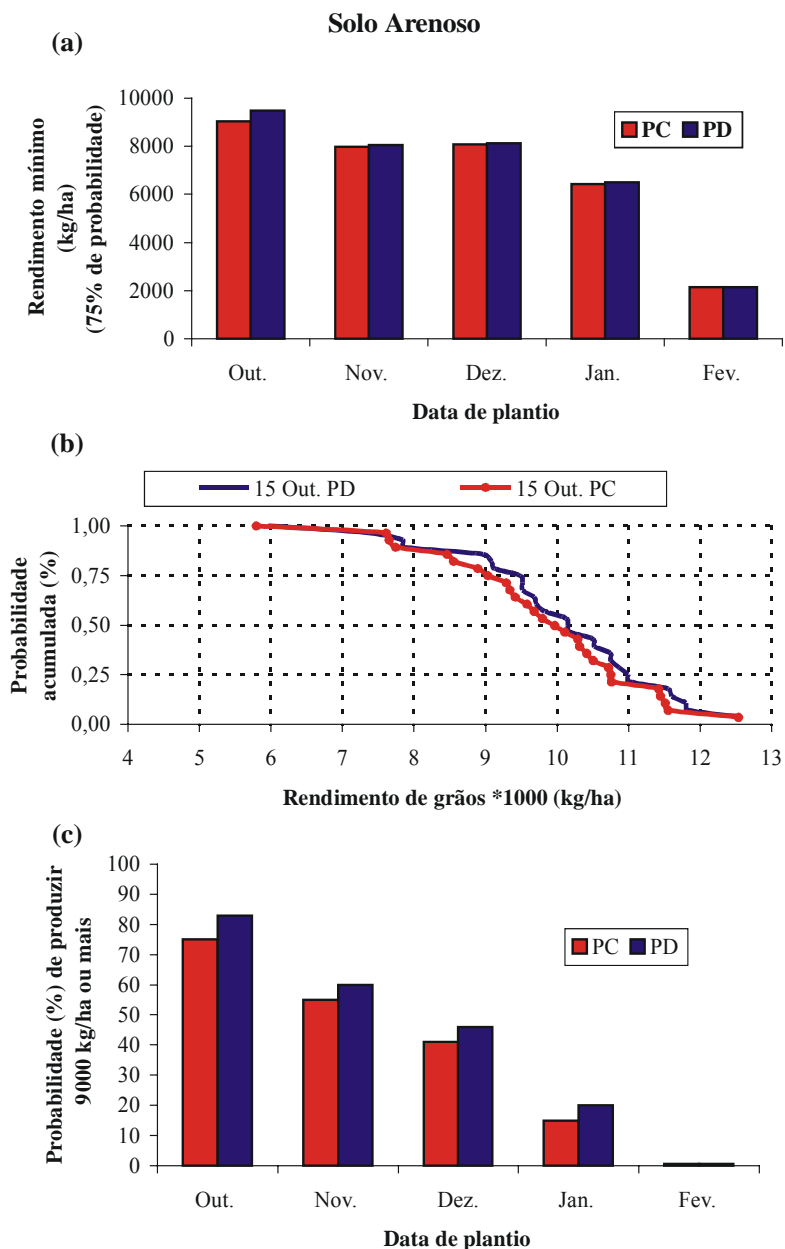 Solo Arenoso
(a)
Rendimento mínimo
(kg/ha)
(75% de probabilidade)
10000
8000
6000
4000
2000
0
PC PD
Out. Nov. Dez. Jan. Fev.
Data de plantio
(b)
15 Out. PD 15 Out. PC
Probabilidade
acumulada (%)
1,00
0,75
0,50
0,25
0,00
4 5 6 7 8 9 10 11 12 13
Rendimento de grãos *1000 (kg/ha)
(c)
Probabilidade (%) de produzir
9000 kg/ha ou mais
100
90
80
70
60
50
40
30
20
10
0
PC PD
Out. Nov. Dez. Jan. Fev.
Data de plantio